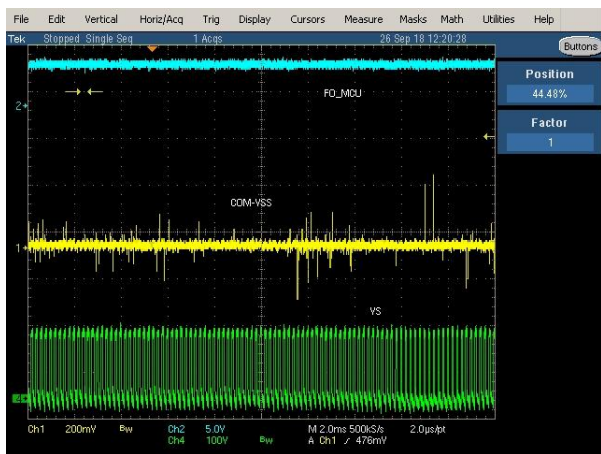 File Edit Vertical Horiz/Acq Trig Display Cursors Measure Masks Math Utilities Help
Tek Stopped Single Seq 1 Acqs 26 Sep 18 12:20:28 Buttons
Position
44.48%
Factor
1
FO_MCU
2
COM-VSS
1
VS
4
Ch1 200mV Bw Ch2 5.0V M 2.0ms 500kS/s 2.0µs/pt
Ch4 100V Bw A Ch1 ∕ 476mV